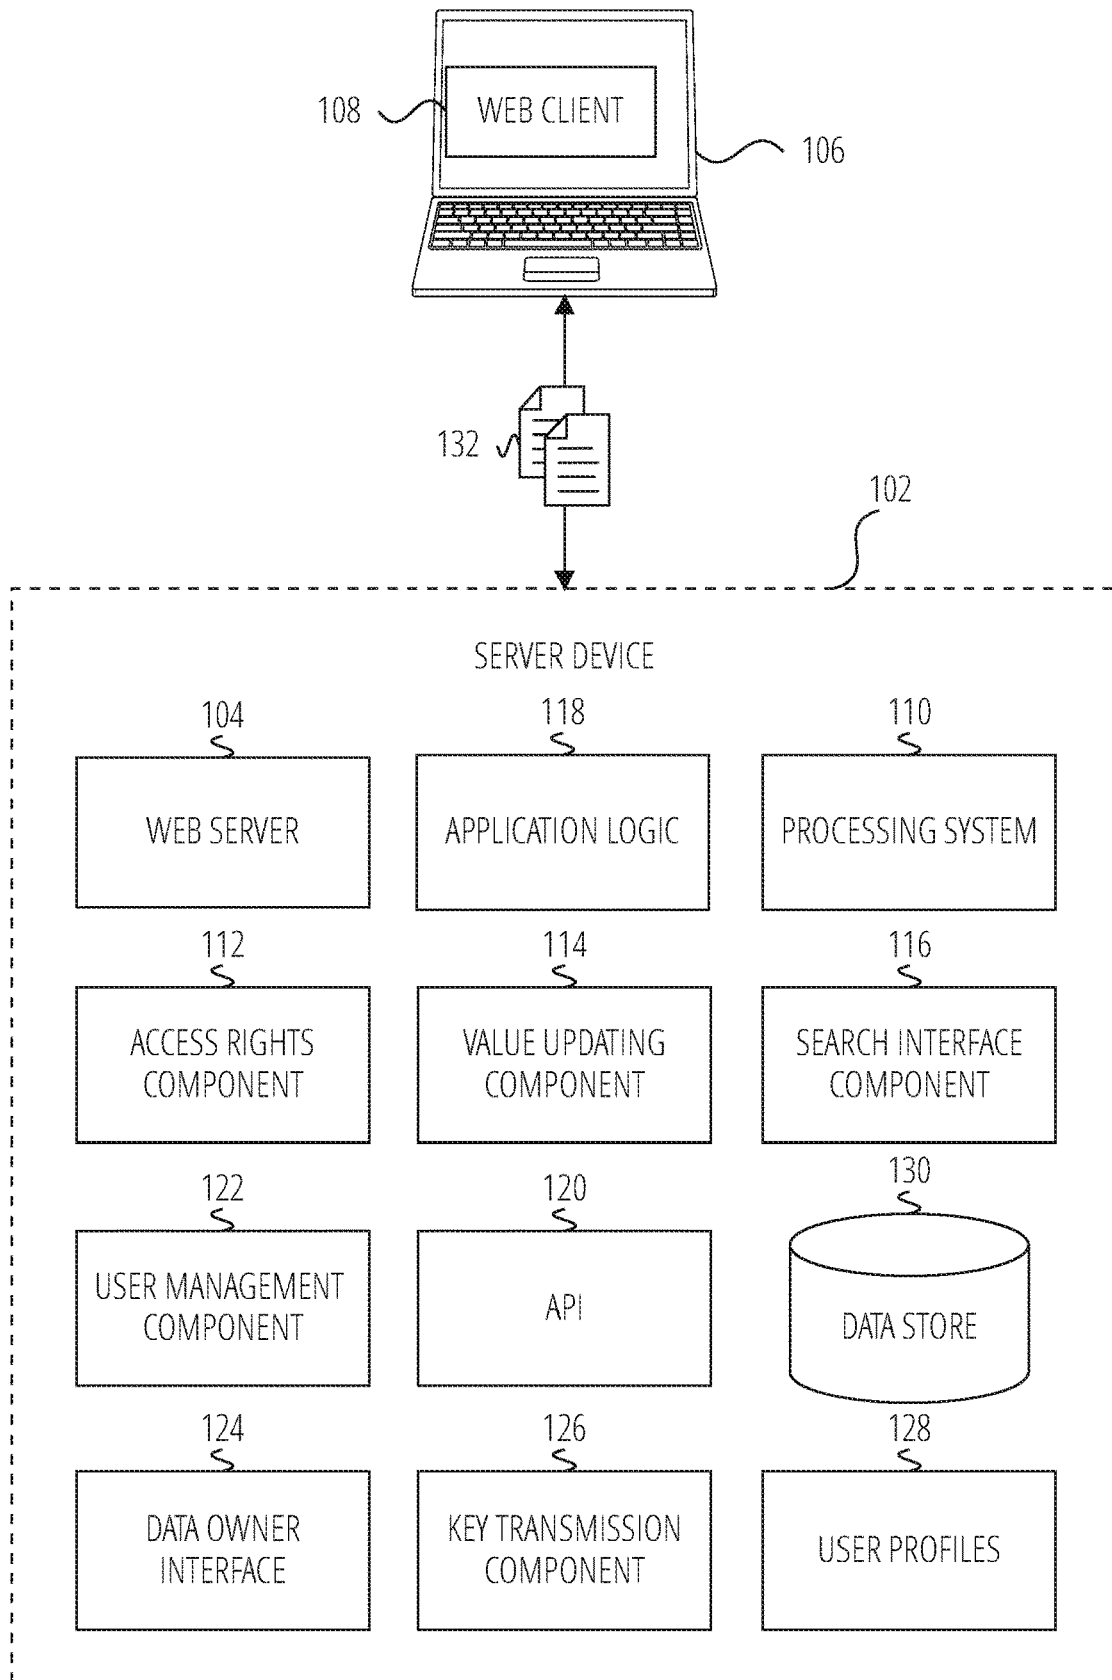 108
WEB CLIENT
106
132
102
SERVER DEVICE
104
118
110
WEB SERVER
APPLICATION LOGIC
PROCESSING SYSTEM
112
114
116
ACCESS RIGHTS
COMPONENT
VALUE UPDATING
COMPONENT
SEARCH INTERFACE
COMPONENT
122
120
130
USER MANAGEMENT
COMPONENT
API
DATA STORE
124
126
128
DATA OWNER
INTERFACE
KEY TRANSMISSION
COMPONENT
USER PROFILES